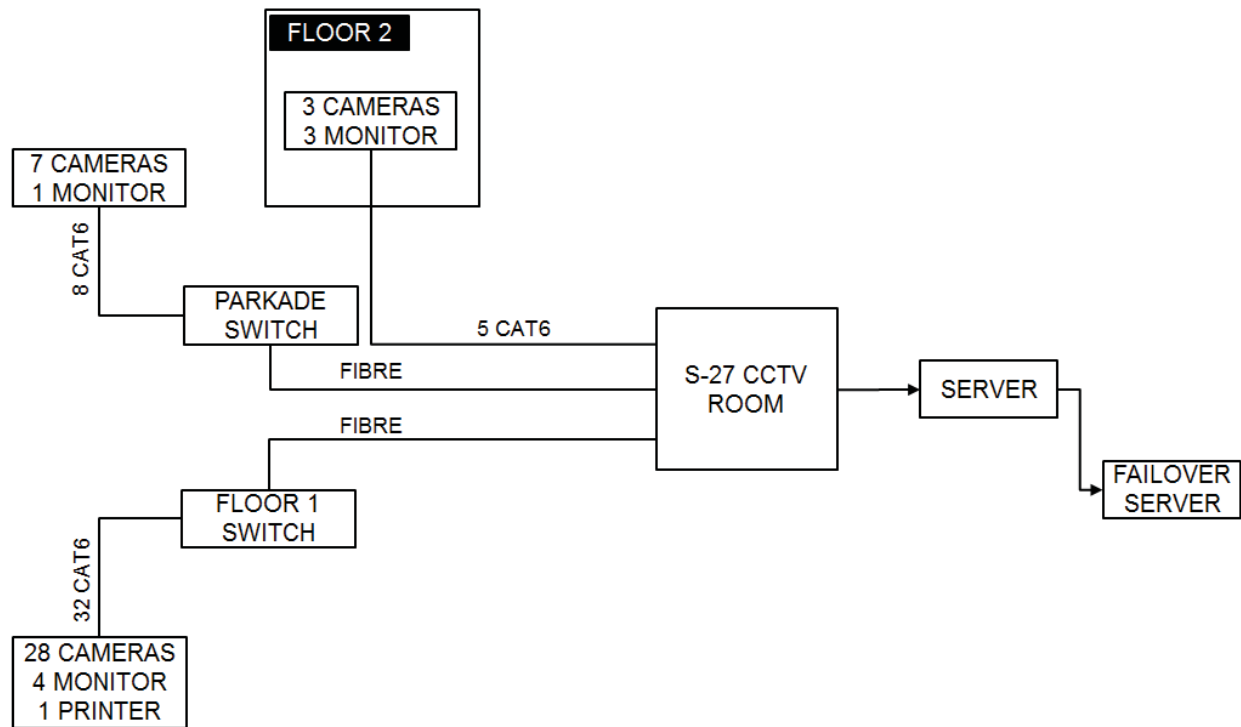 FLOOR 2
3 CAMERAS
3 MONITOR
7 CAMERAS
1 MONITOR
8 CAT6
PARKADE
SWITCH
5 CAT6
FIBRE
S-27 CCTV
ROOM
SERVER
FAILOVER
SERVER
FIBRE
FLOOR 1
SWITCH
32 CAT6
28 CAMERAS
4 MONITOR
1 PRINTER